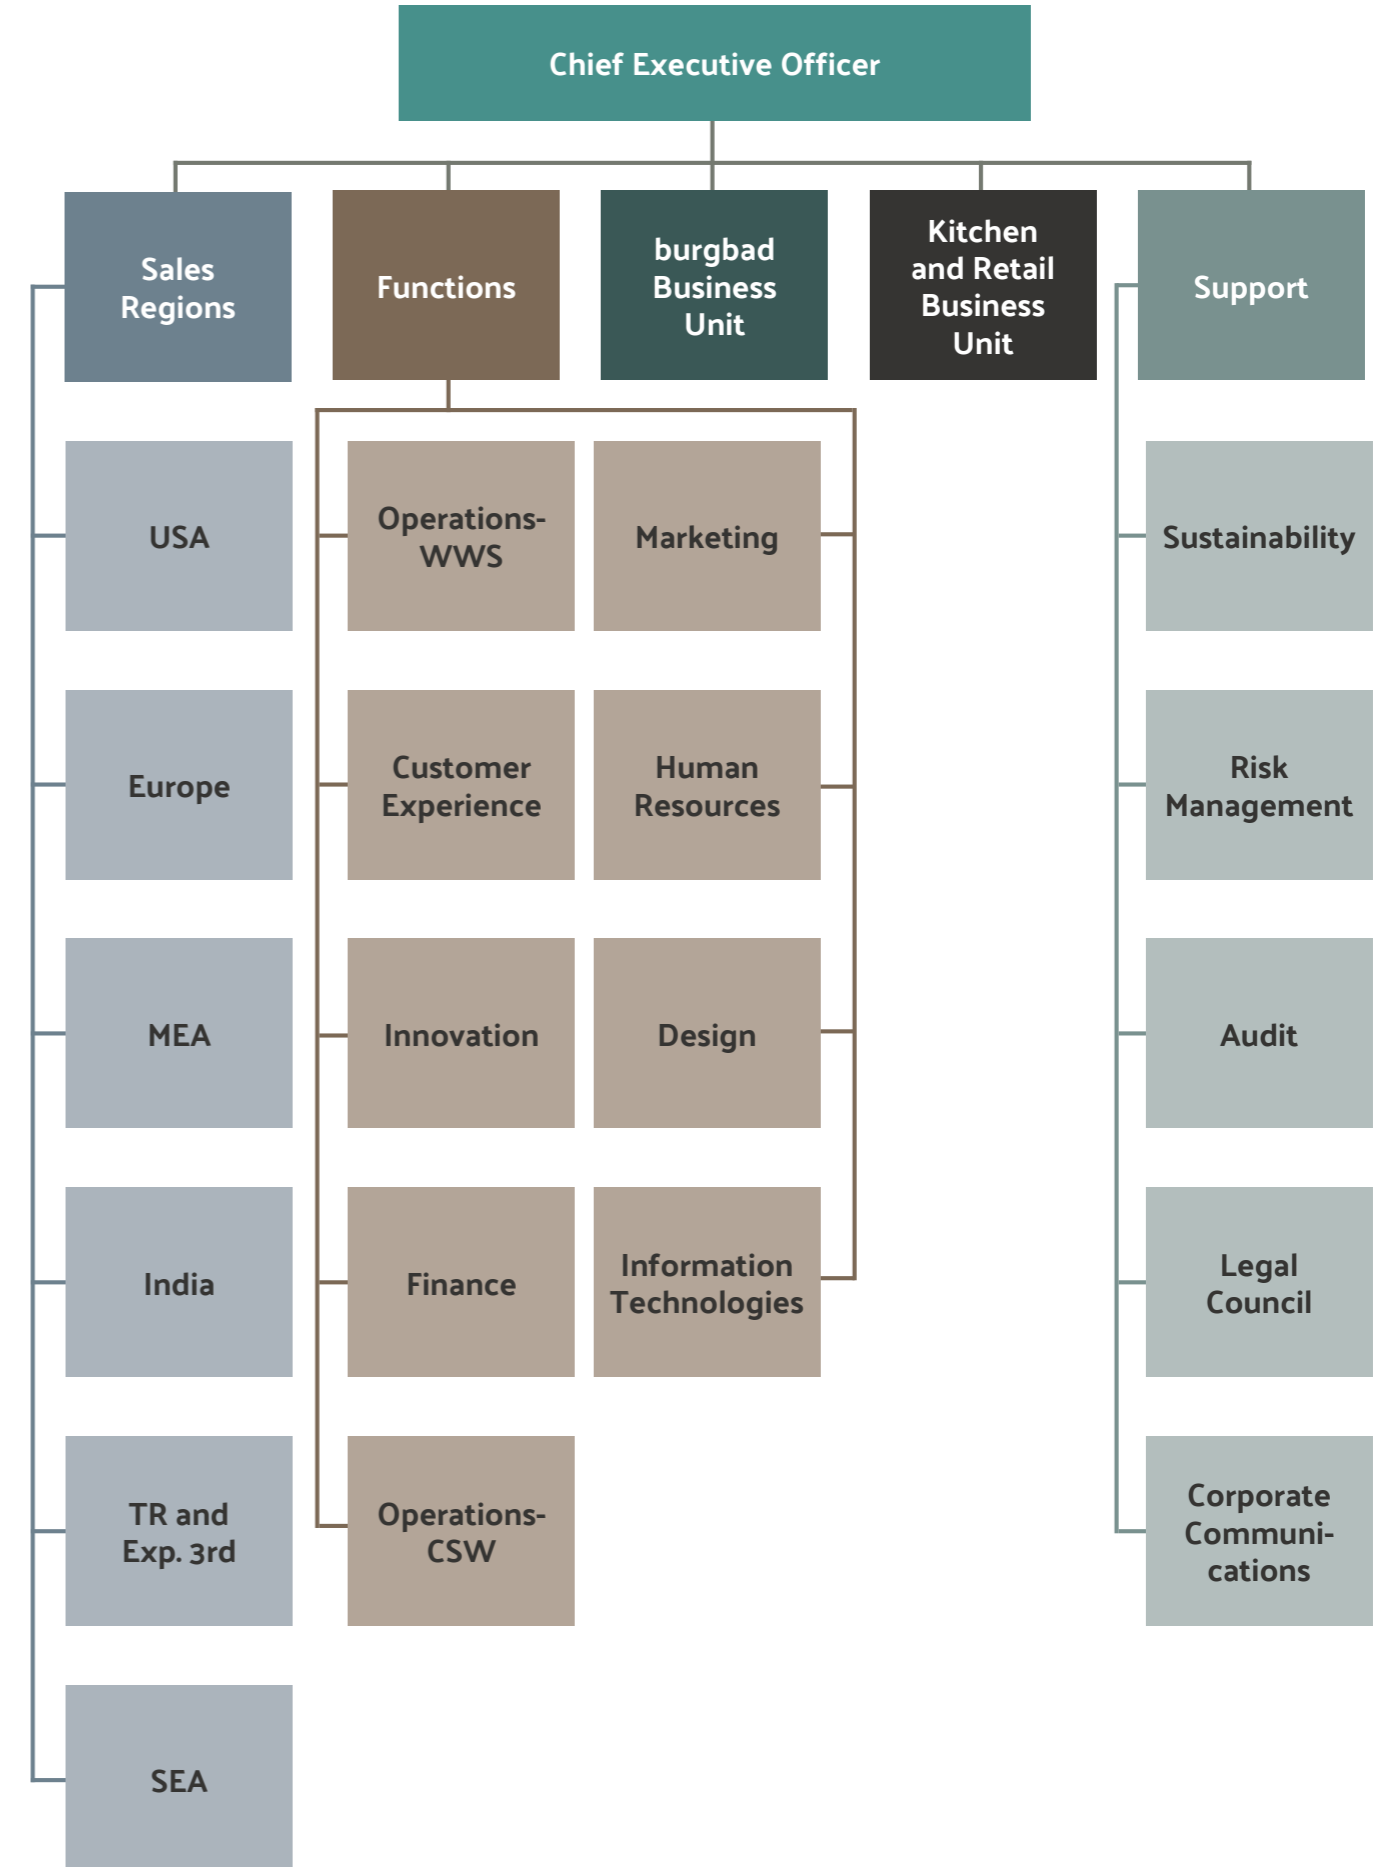 Chief Executive Officer
Sales
Regions
Functions
burgbad
Business
Unit
Kitchen
and Retail
Business
Unit
Support
USA
Europe
MEA
India
TR and
Exp. 3rd
SEA
Operations-
WWS
Customer
Experience
Innovation
Finance
Operations-
CSW
Marketing
Human
Resources
Design
Information
Technologies
Sustainability
Risk
Management
Audit
Legal
Council
Corporate
Communi-
cations